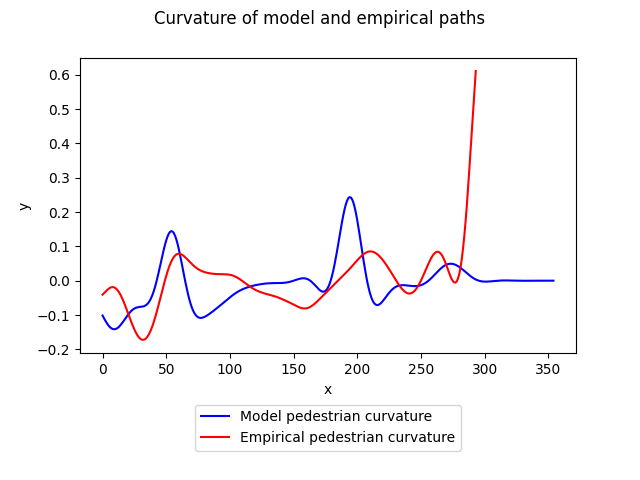 Curvature of model and empirical paths
0.6
0.5
0.4
0.3
0.2
0.1
0.0
−0.1
−0.2
y
0 50 100 150 200 250 300 350
x
Model pedestrian curvature
Empirical pedestrian curvature